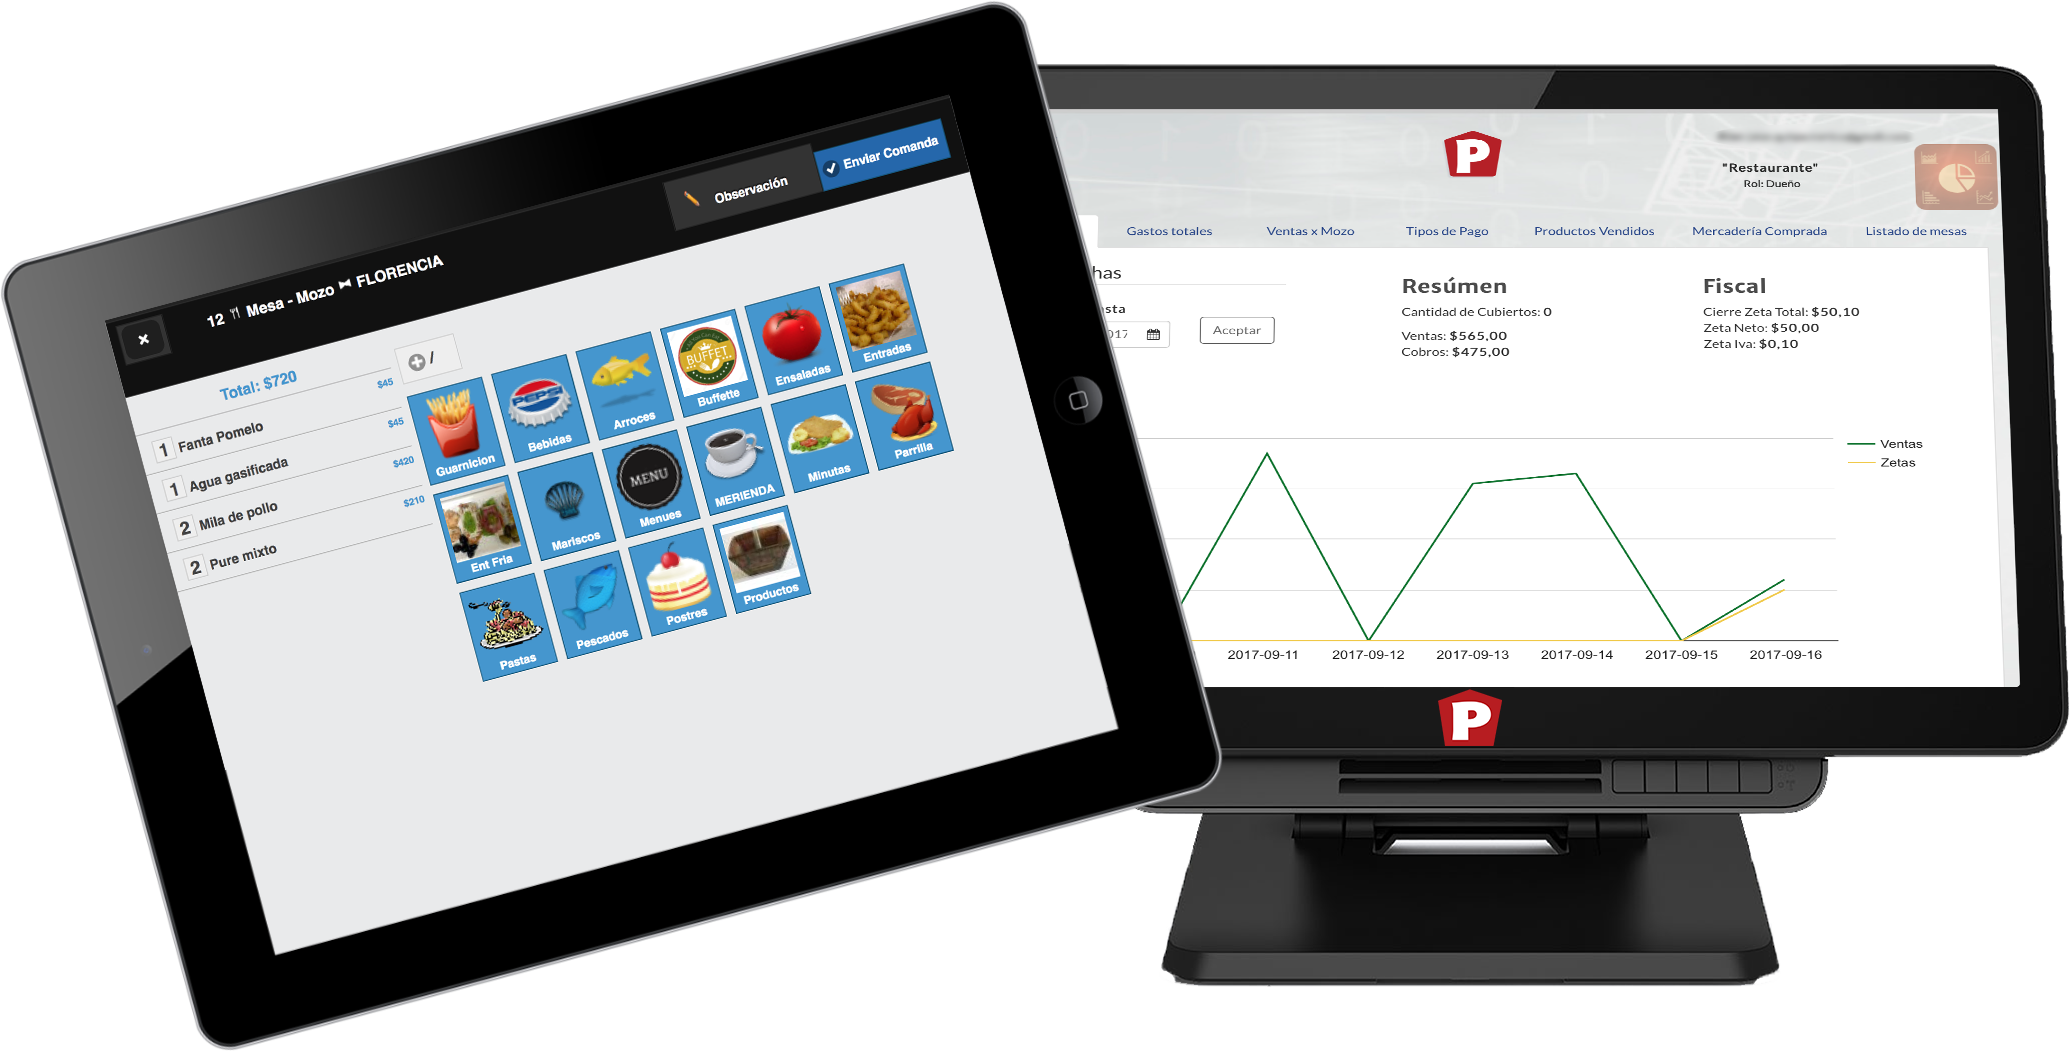 12 Mesa - Mozo FLORENCIA
Observación
Enviar Comanda
Total: $720
+ /
$45
1 Fanta Pomelo
$45
1 Agua gasificada
$420
2 Mila de pollo
$210
2 Pure mixto
Guarnicion
PEPSI
Bebidas
Arroces
BUFFET
Buffette
Ensaladas
Entradas
Ent Fria
Mariscos
MENU
Menues
MERIENDA
Minutas
Parrilla
Pastas
Pescados
Postres
Productos
P
"Restaurante"
Rol: Dueño
Gastos totales
Ventas x Mozo
Tipos de Pago
Productos Vendidos
Mercadería Comprada
Listado de mesas
has
sta
017
Aceptar
Resúmen
Cantidad de Cubiertos: 0
Ventas: $565,00
Cobros: $475,00
Fiscal
Cierre Zeta Total: $50,10
Zeta Neto: $50,00
Zeta Iva: $0,10
Ventas
Zetas
2017-09-11
2017-09-12
2017-09-13
2017-09-14
2017-09-15
2017-09-16
P